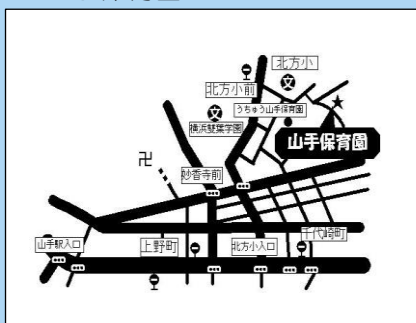 北方小
北方小前
うちゅう山手保育園
横浜雙葉学園
山手保育園
妙香寺前
山手駅入口
上野町
北方小入口
千代崎町